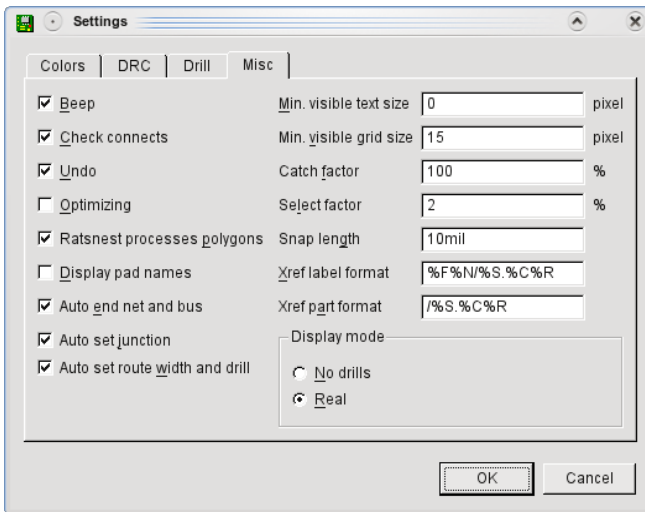 Settings
Colors DRC Drill Misc
Beep Min. visible text size 0 pixel
Check connects Min. visible grid size 15 pixel
Undo Catch factor 100 %
Optimizing Select factor 2 %
Ratsnest processes polygons Snap length 10mil
Display pad names Xref label format %F%N/%S.%C%R
Auto end net and bus Xref part format /%S.%C%R
Auto set junction Display mode
Auto set route width and drill No drills
Real
OK Cancel